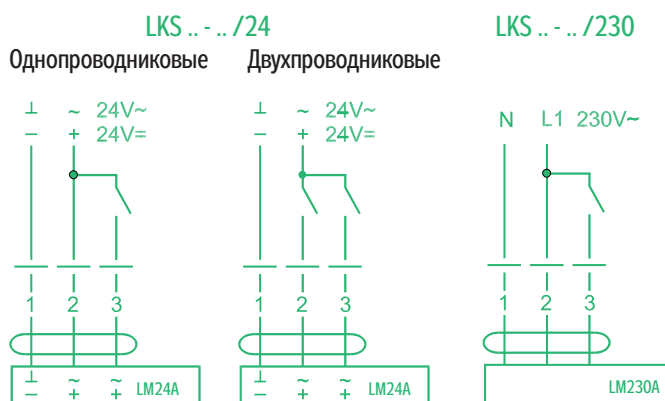 LKS .. - .. /24 LKS .. - .. /230
Однопроводниковые Двухпроводниковые
⊥ ~ 24V~ ⊥ ~ 24V~
− + 24V= − + 24V=
N L1 230V~
1 2 3 1 2 3 1 2 3
⊥ ~ ~ ⊥ ~ ~
− + + LM24A − + + LM24A LM230A